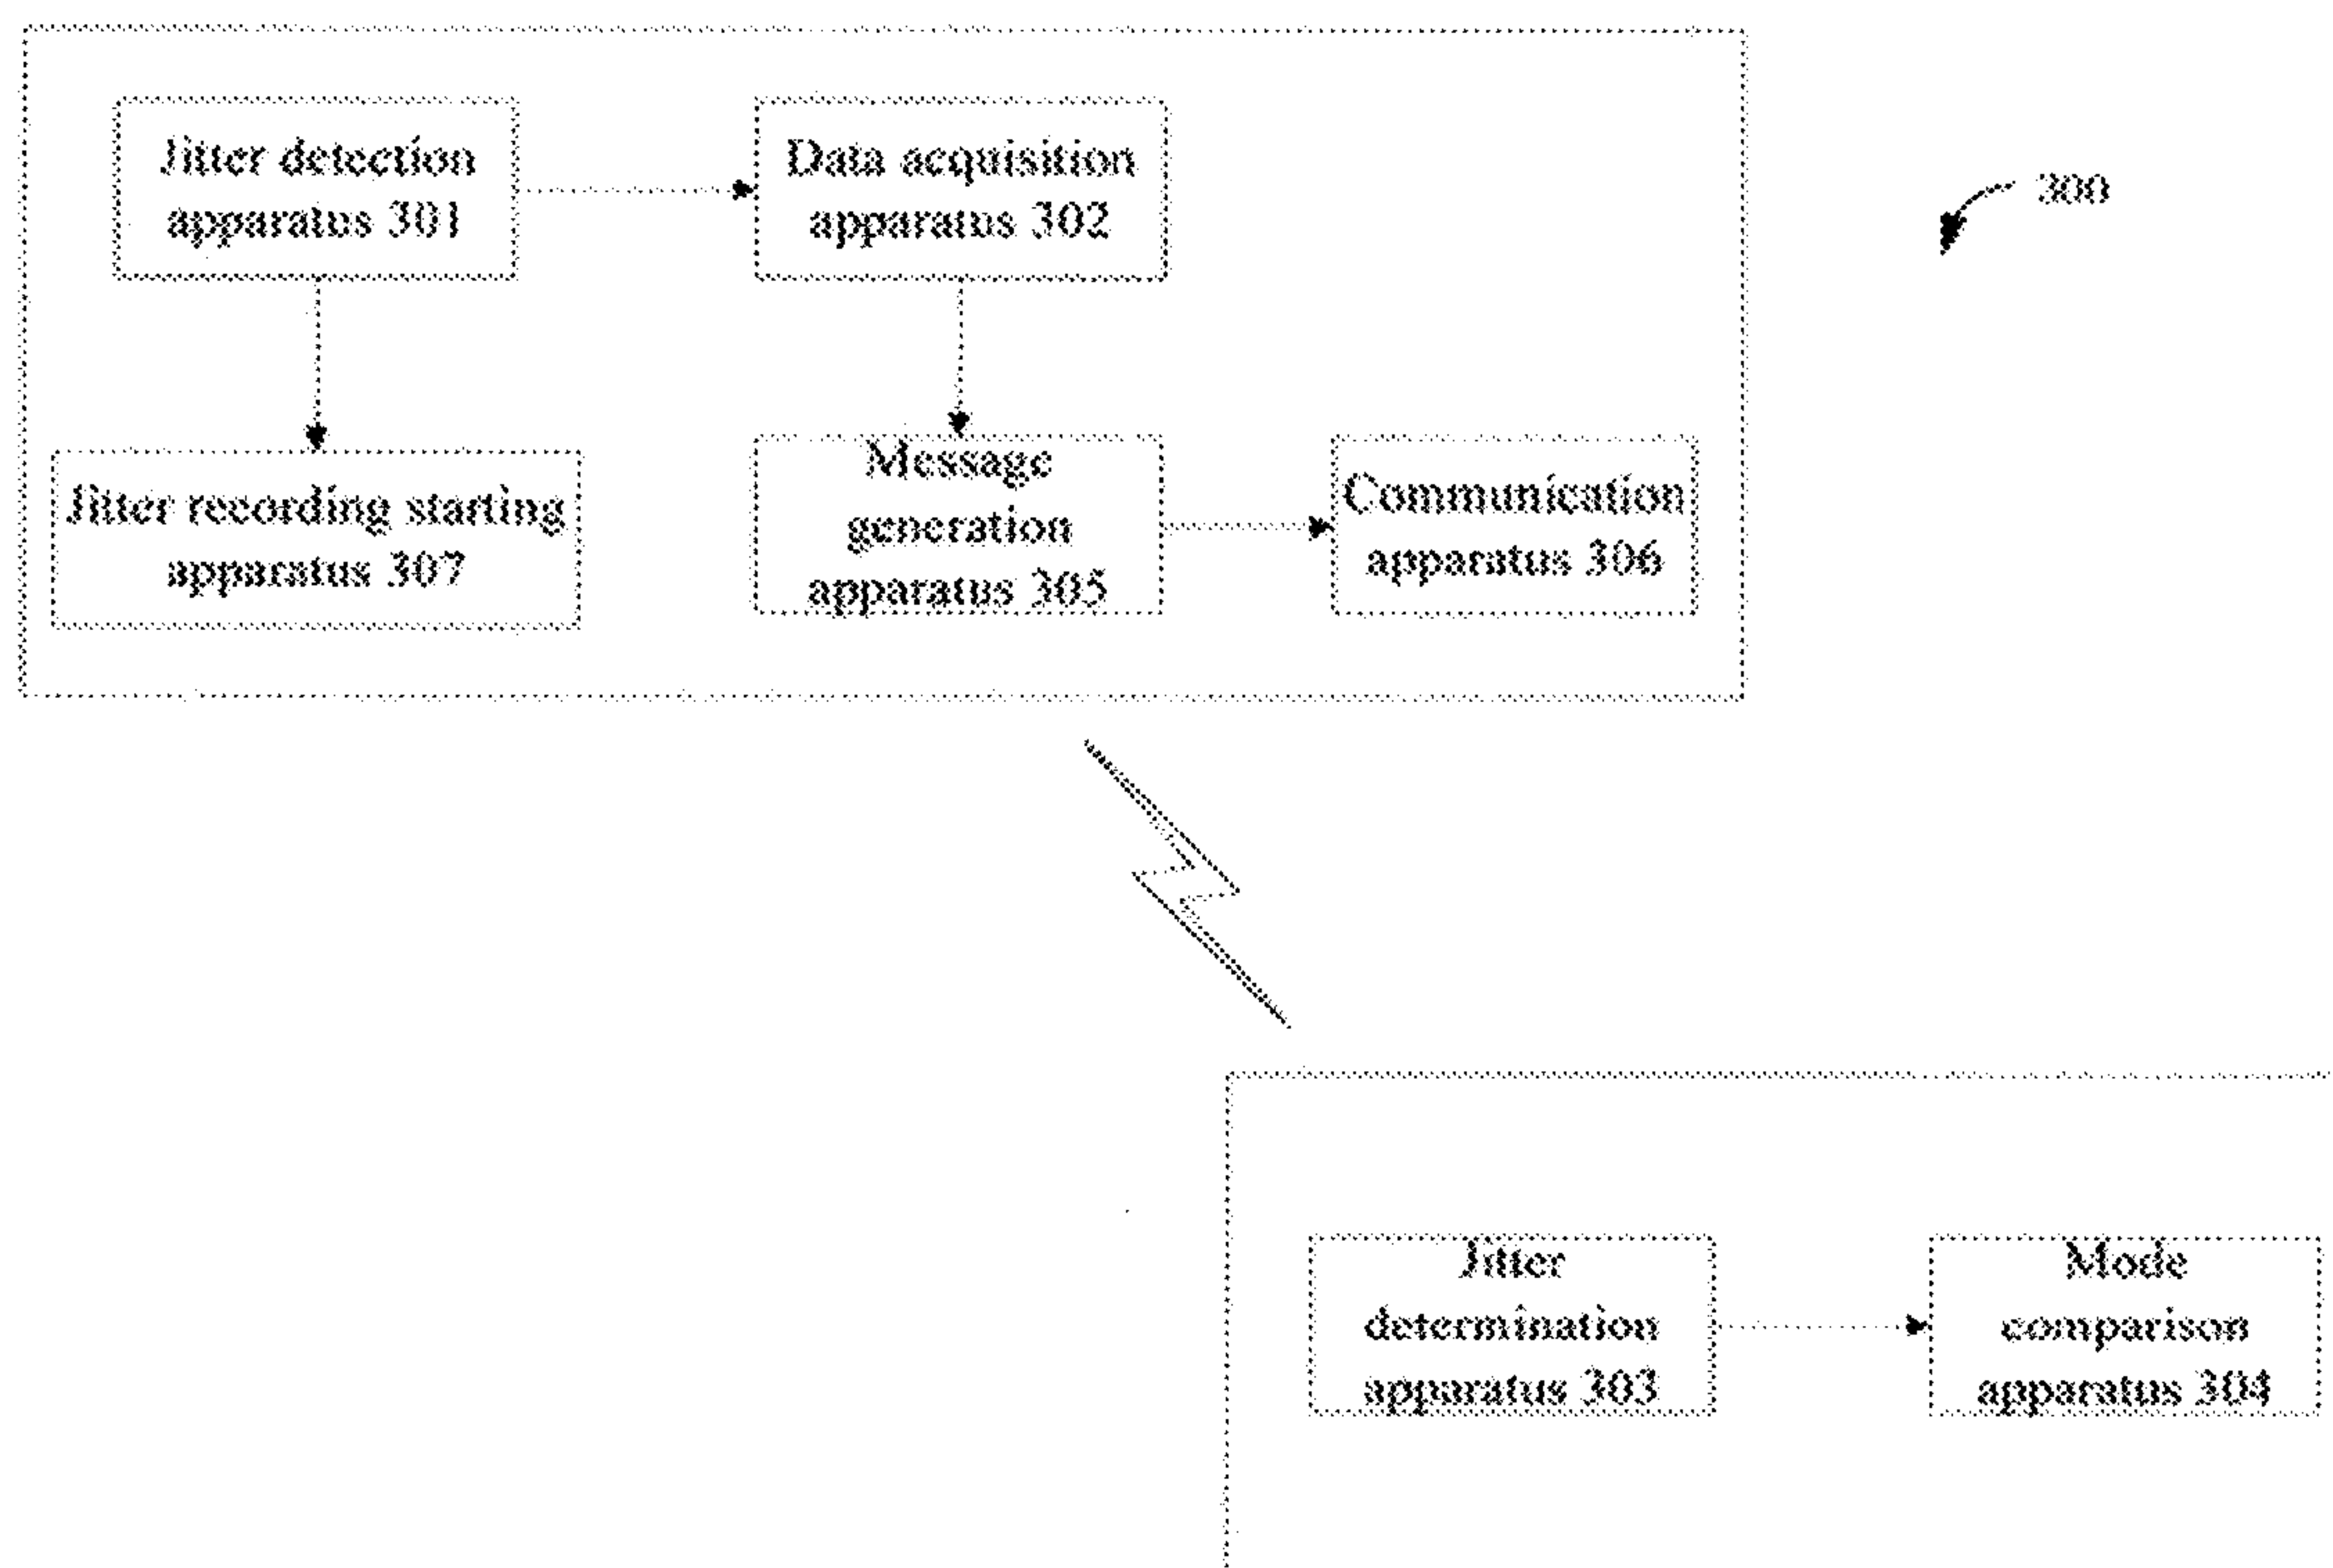 Jitter detection
apparatus 301
Data acquisition
apparatus 302
300
Jitter recording starting
apparatus 307
Message
generation
apparatus 305
Communication
apparatus 306
Jitter
determination
apparatus 303
Mode
comparison
apparatus 304